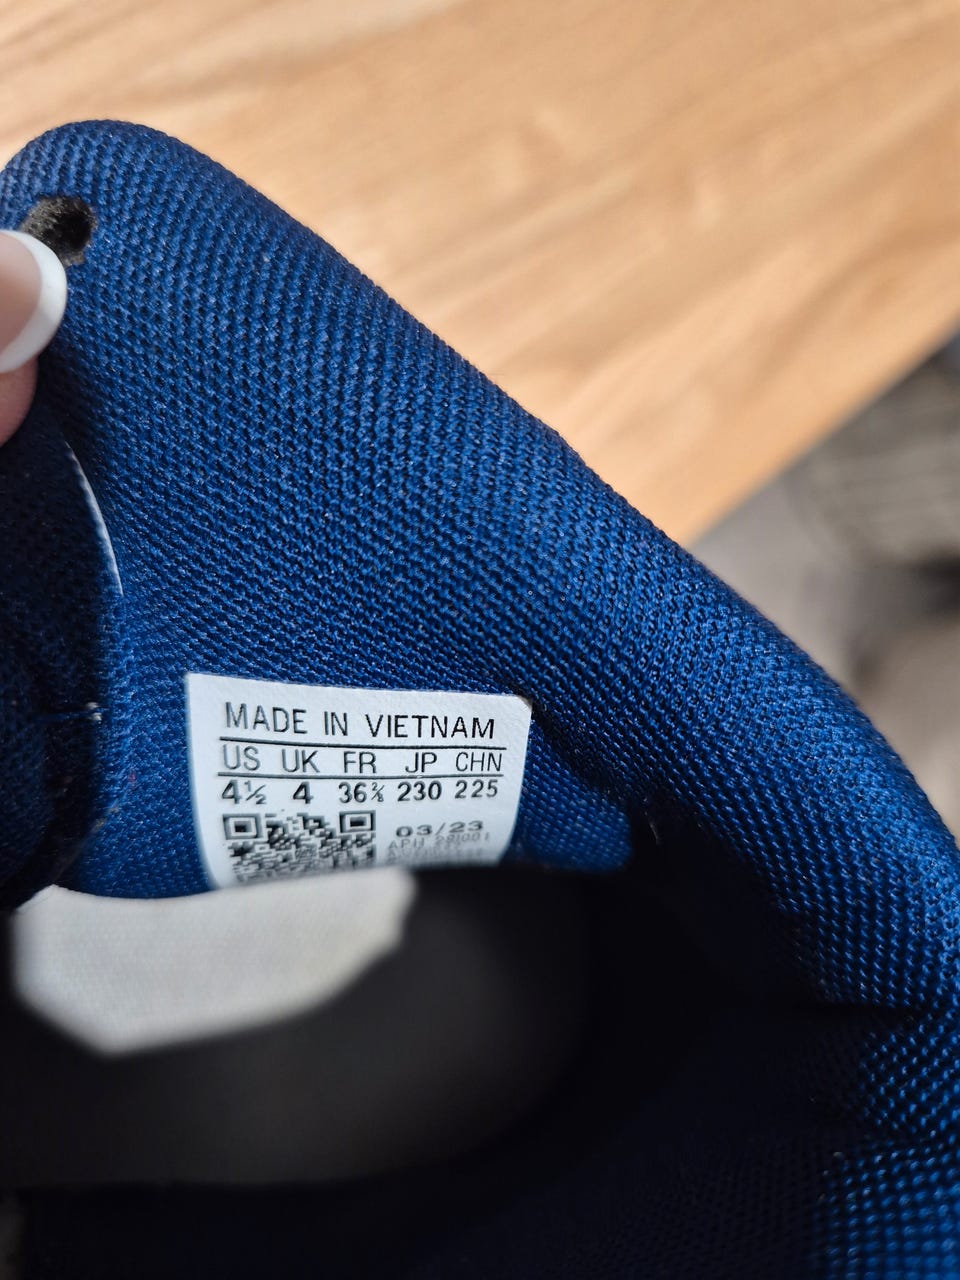 MADE IN VIETNAM
US UK FR JP CHN
4½ 4 36⅔ 230 225
03/23